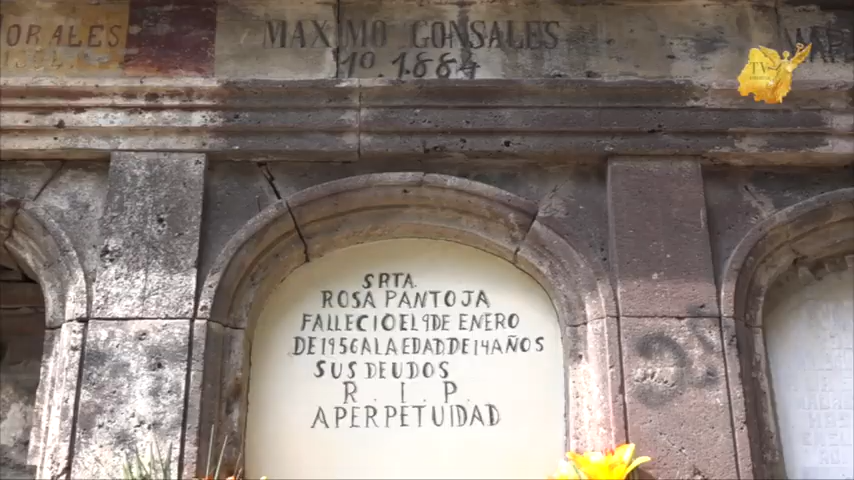 ORALES
MAXIMO GONSALES
1º 1884
TV
SRTA.
ROSA PANTOJA
FALLECIO EL 9 DE ENERO
DE 1956 A LA EDAD DE 14 AÑOS
SUS DEUDOS
R. I. P.
A PERPETUIDAD